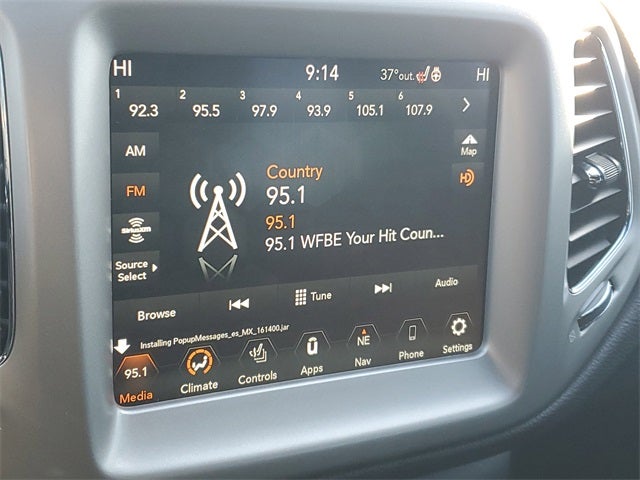 HI 9:14 37°out. HI
1 92.3 2 95.5 3 97.9 4 93.9 5 105.1 6 107.9
AM
Map
Country
95.1
FM
HD
95.1
SiriusXM
95.1 WFBE Your Hit Coun...
Source
Select
Browse Tune Audio
Installing PopupMessages_es_MX_161400.jar
95.1 NE
Media Climate Controls Apps Nav Phone Settings